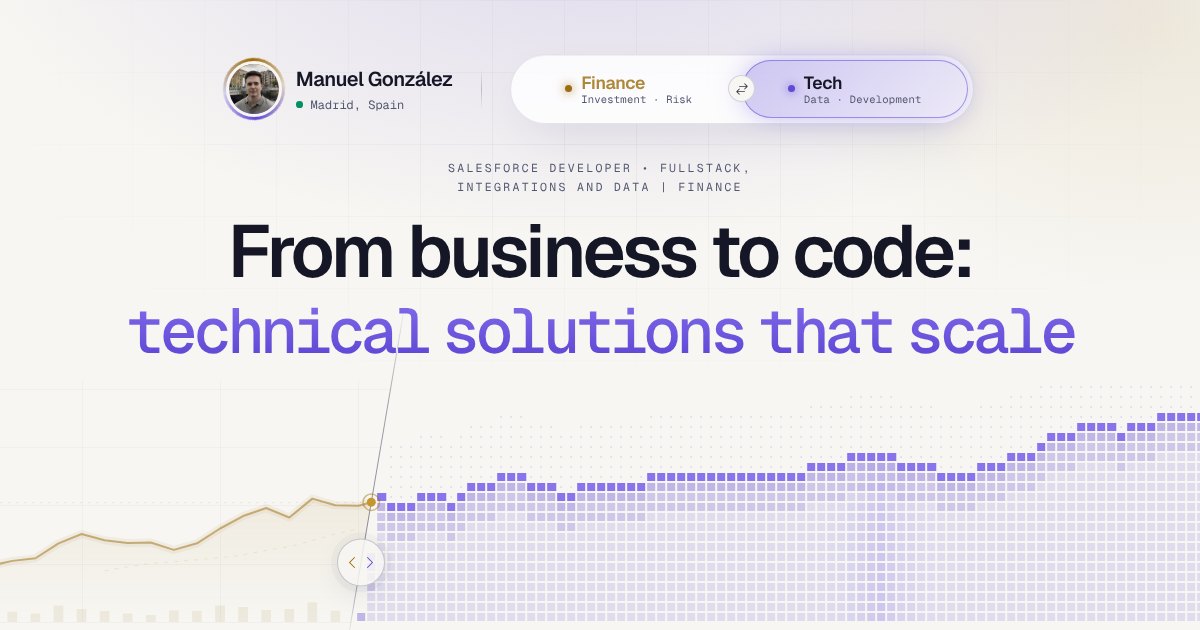 Manuel González
Madrid, Spain
Finance
Investment · Risk
Tech
Data · Development
SALESFORCE DEVELOPER • FULLSTACK,
INTEGRATIONS AND DATA | FINANCE
From business to code:
technical solutions that scale